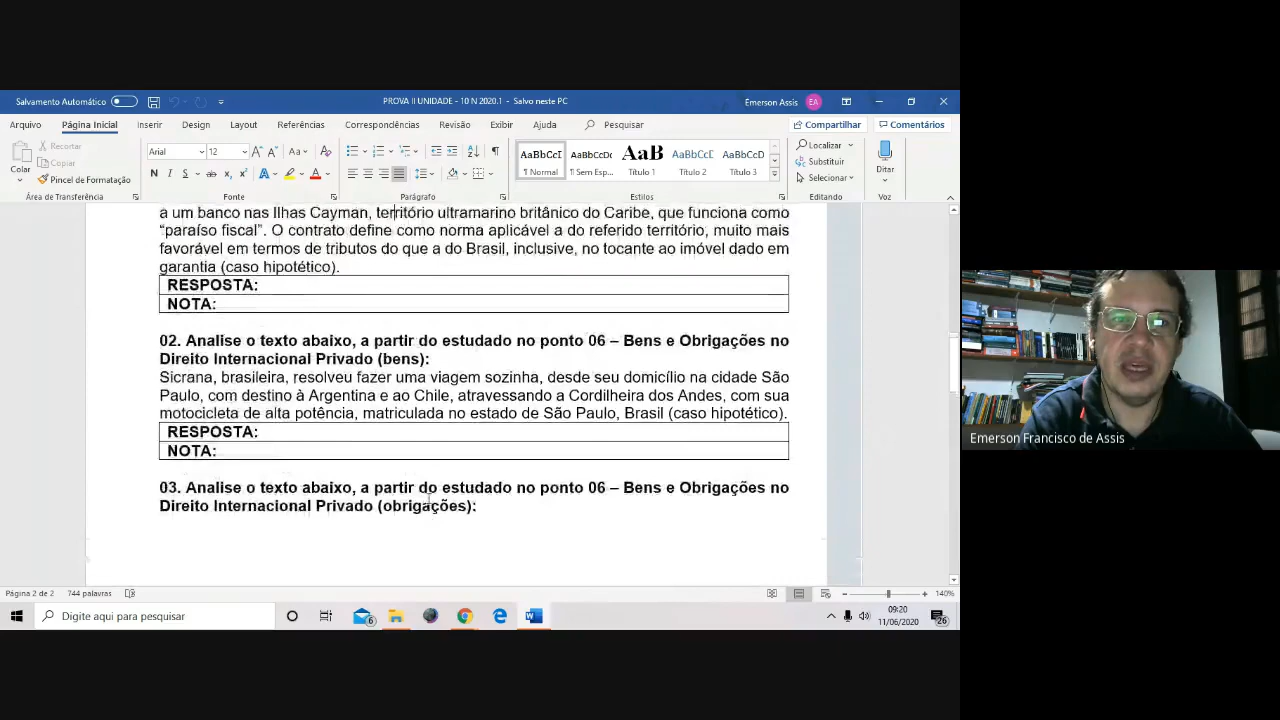 Salvamento Automático
PROVA II UNIDADE - 10 N 2020.1 - Salvo neste PC
Emerson Assis
EA
Arquivo
Página Inicial
Inserir
Design
Layout
Referências
Correspondências
Revisão
Exibir
Ajuda
Pesquisar
Compartilhar
Comentários
Colar
Recortar
Copiar
Pincel de Formatação
Área de Transferência
Arial
12
N I S
Fonte
Parágrafo
AaBbCcI
¶ Normal
AaBbCcDc
¶ Sem Esp...
AaB
Título 1
AaBbCcD
Título 2
AaBbCcD
Título 3
Estilos
Localizar
Substituir
Selecionar
Editando
Ditar
Voz
a um banco nas Ilhas Cayman, território ultramarino britânico do Caribe, que funciona como
“paraíso fiscal”. O contrato define como norma aplicável a do referido território, muito mais
favorável em termos de tributos do que a do Brasil, inclusive, no tocante ao imóvel dado em
garantia (caso hipotético).
RESPOSTA:
NOTA:
02. Analise o texto abaixo, a partir do estudado no ponto 06 – Bens e Obrigações no
Direito Internacional Privado (bens):
Sicrana, brasileira, resolveu fazer uma viagem sozinha, desde seu domicílio na cidade São
Paulo, com destino à Argentina e ao Chile, atravessando a Cordilheira dos Andes, com sua
motocicleta de alta potência, matriculada no estado de São Paulo, Brasil (caso hipotético).
RESPOSTA:
NOTA:
03. Analise o texto abaixo, a partir do estudado no ponto 06 – Bens e Obrigações no
Direito Internacional Privado (obrigações):
Emerson Francisco de Assis
Página 2 de 2
744 palavras
140%
Digite aqui para pesquisar
6
09:20
11/06/2020
26